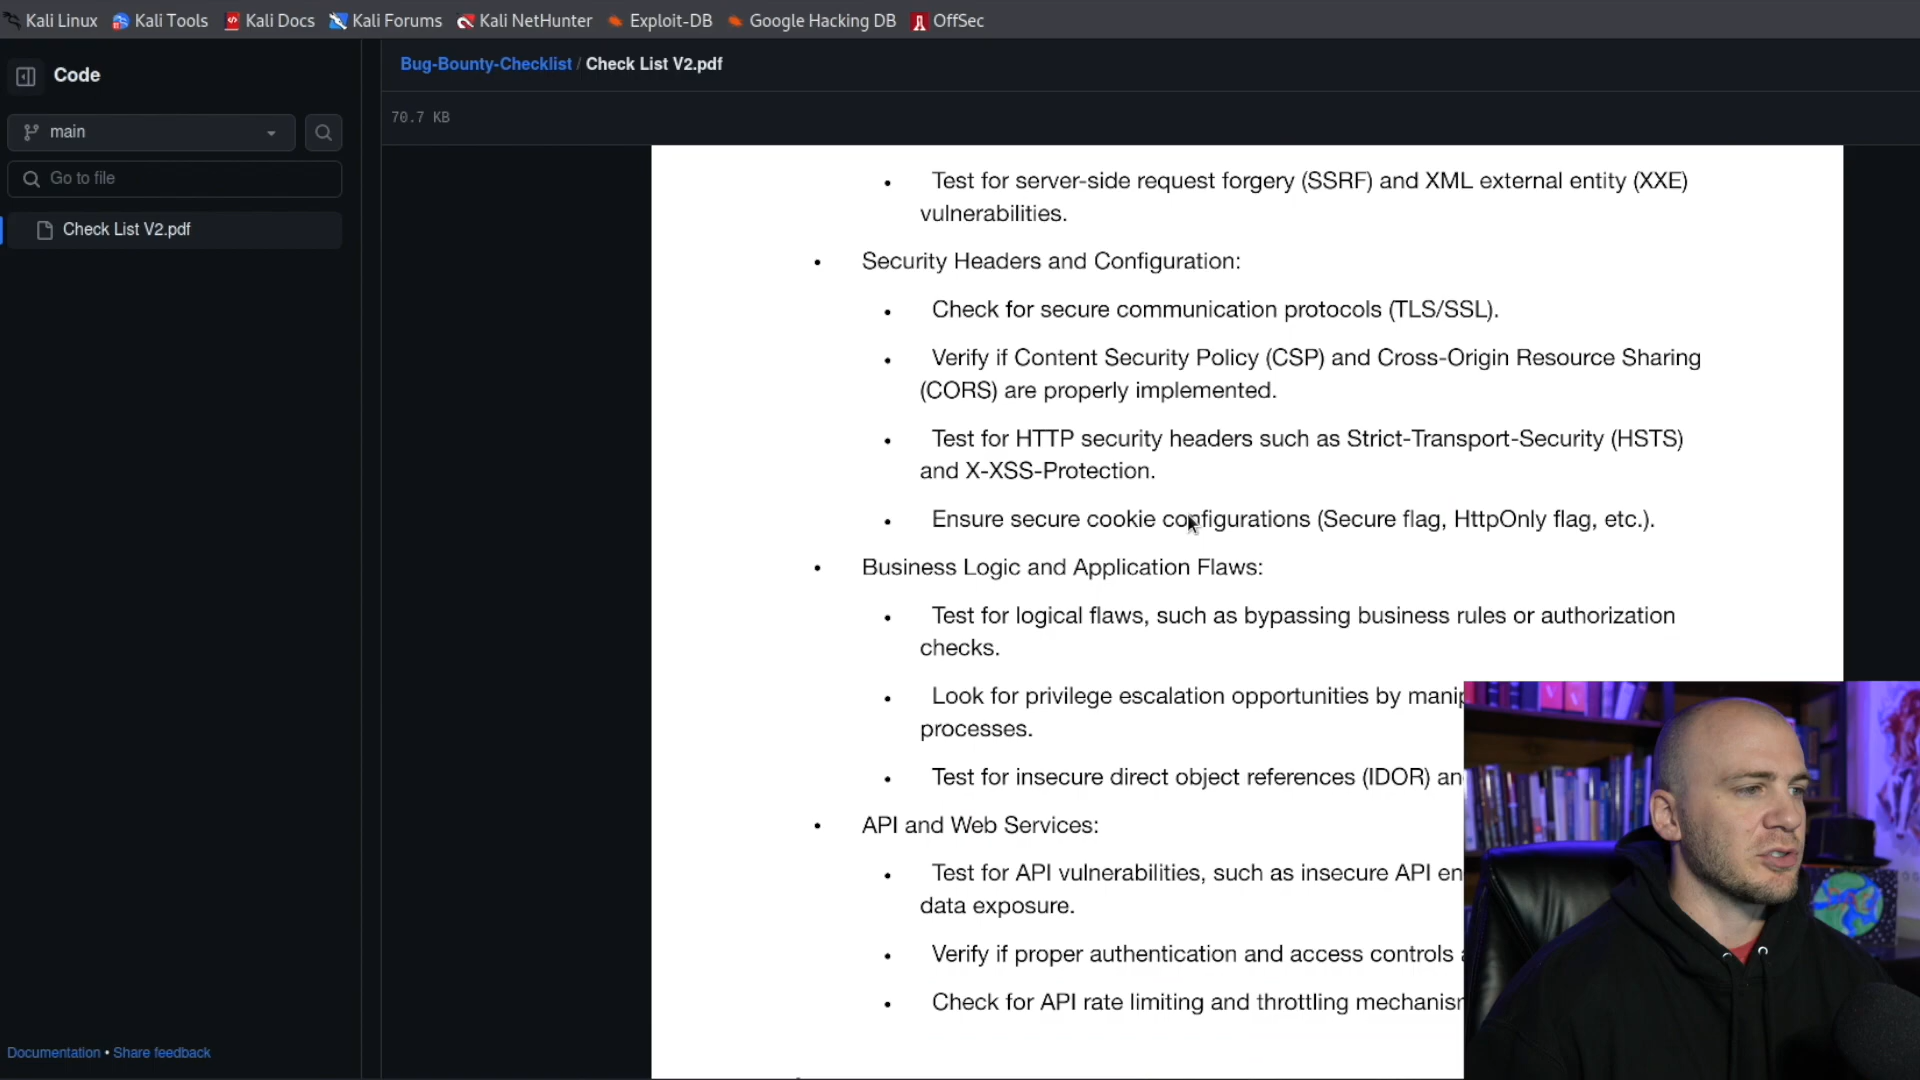 Kali Linux Kali Tools Kali Docs Kali Forums Kali NetHunter Exploit-DB Google Hacking DB OffSec
Code
main
Go to file
Check List V2.pdf
Documentation • Share feedback
Bug-Bounty-Checklist / Check List V2.pdf
70.7 KB
• Test for server-side request forgery (SSRF) and XML external entity (XXE)
vulnerabilities.
• Security Headers and Configuration:
• Check for secure communication protocols (TLS/SSL).
• Verify if Content Security Policy (CSP) and Cross-Origin Resource Sharing
(CORS) are properly implemented.
• Test for HTTP security headers such as Strict-Transport-Security (HSTS)
and X-XSS-Protection.
• Ensure secure cookie configurations (Secure flag, HttpOnly flag, etc.).
• Business Logic and Application Flaws:
• Test for logical flaws, such as bypassing business rules or authorization
checks.
• Look for privilege escalation opportunities by
processes.
• Test for insecure direct object references (IDOR)
• API and Web Services:
• Test for API vulnerabilities, such as insecure API
data exposure.
• Verify if proper authentication and access controls
• Check for API rate limiting and throttling